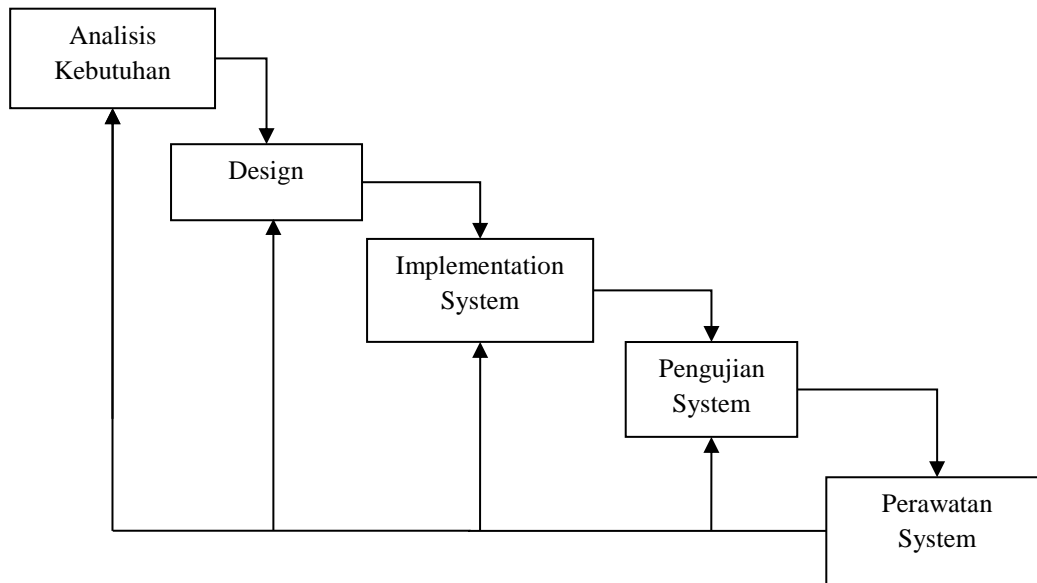 Analisis
Kebutuhan
Design
Implementation
System
Pengujian
System
Perawatan
System